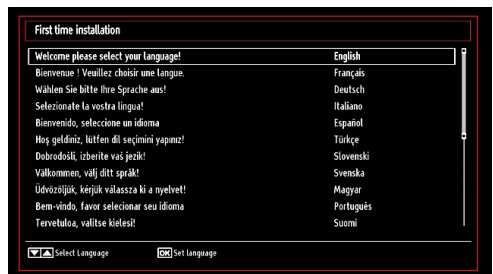 First time installation
Welcome please select your language! English
Bienvenue ! Veuillez choisir une langue. Français
Wählen Sie bitte Ihre Sprache aus! Deutsch
Selezionate la vostra lingua! Italiano
Bienvenido, seleccione un idioma Español
Hoş geldiniz, lütfen dil seçimini yapınız! Türkçe
Dobrodošli, izberite vaš jezik! Slovenski
Välkommen, välj ditt språk! Svenska
Üdvözöljük, kérjük válassza ki a nyelvet! Magyar
Bem-vindo, favor selecionar seu idioma Português
Tervetuloa, valitse kielesi! Suomi
Select Language OK Set language